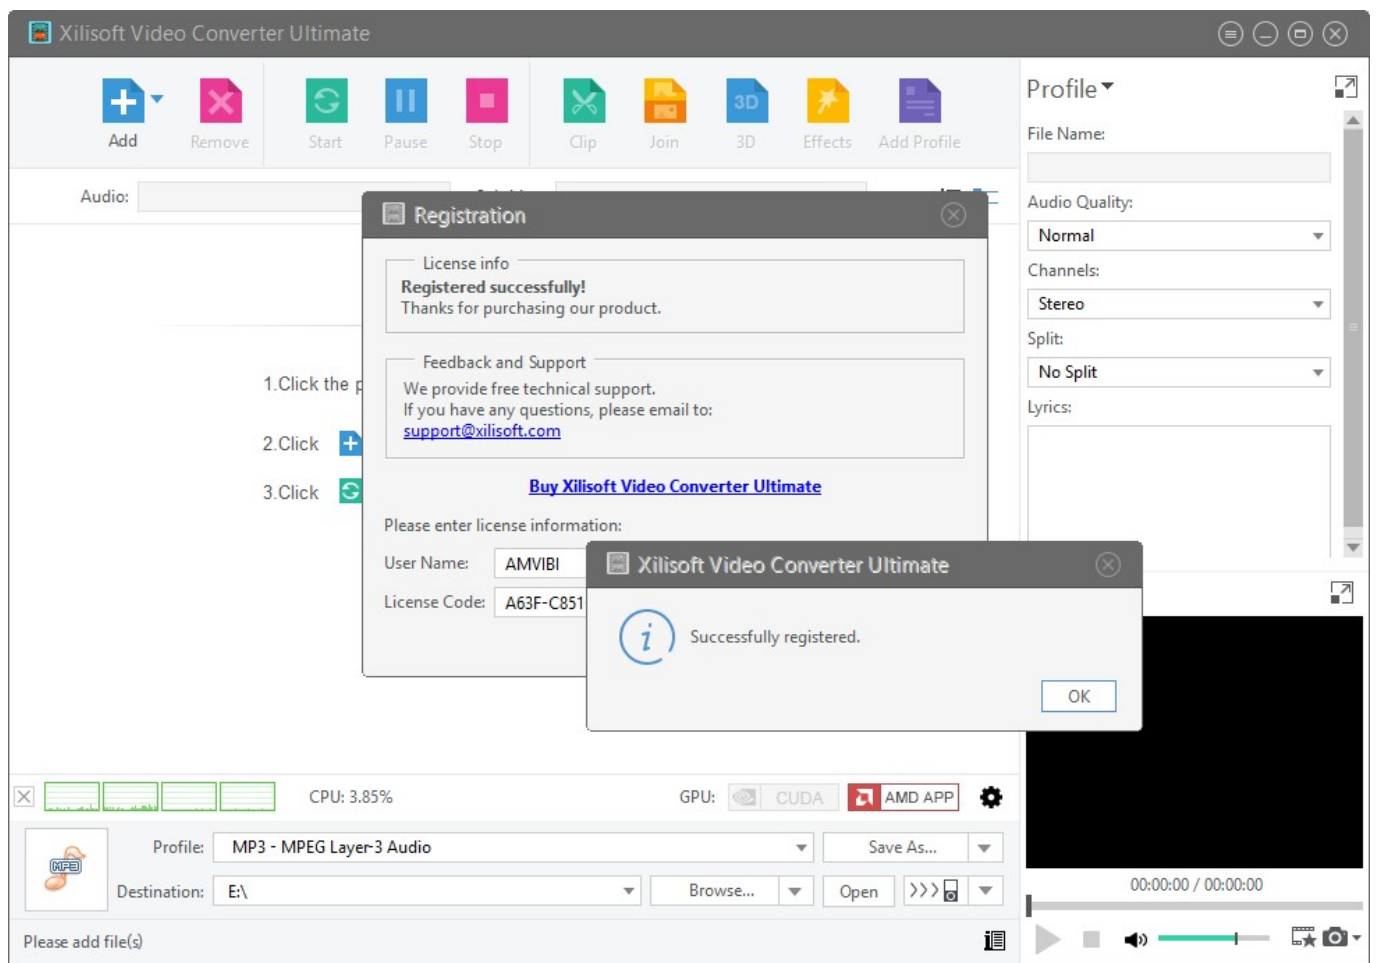 Xilisoft Video Converter Ultimate
Add
Remove
Start
Pause
Stop
Clip
Join
3D
3D
Effects
Add Profile
Audio:
Profile
File Name:
Audio Quality:
Normal
Channels:
Stereo
Split:
No Split
Lyrics:
1.Click the
2.Click
3.Click
Registration
License info
Registered successfully!
Thanks for purchasing our product.
Feedback and Support
We provide free technical support.
If you have any questions, please email to:
support@xilisoft.com
Buy Xilisoft Video Converter Ultimate
Please enter license information:
User Name: AMVIBI
License Code: A63F-C851
Xilisoft Video Converter Ultimate
Successfully registered.
OK
CPU: 3.85%
GPU: CUDA AMD APP
MP3
Profile: MP3 - MPEG Layer-3 Audio
Save As...
Destination: E:\
Browse...
Open
00:00:00 / 00:00:00
Please add file(s)